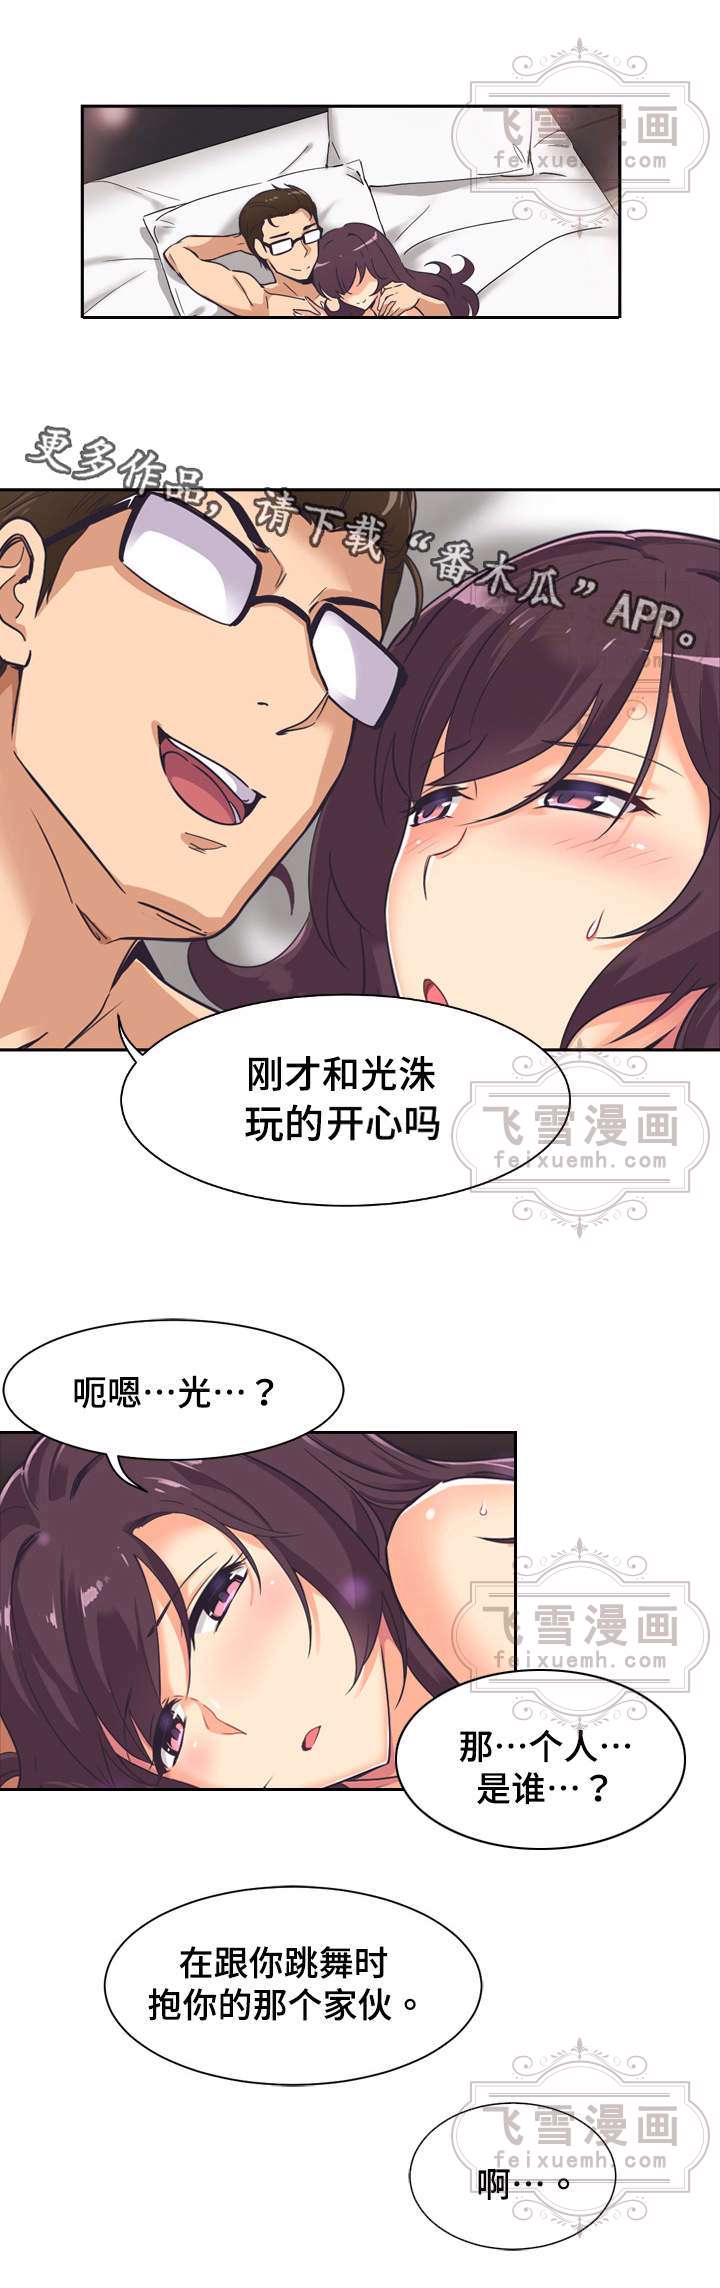 飞雪漫画
feixuemh.com
更多作品，请下载“番木瓜”APP。
刚才和光洙
玩的开心吗
飞雪漫画
feixuemh.com
呃嗯…光…？
飞雪漫画
feixuemh.com
那…个人…
是谁…？
在跟你跳舞时
抱你的那个家伙。
飞雪漫画
feixuemh.com
啊…。